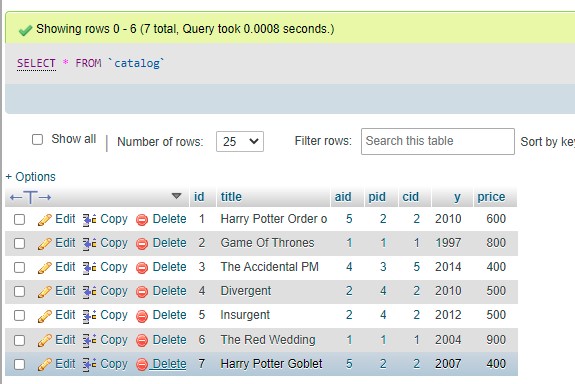 Showing rows 0 - 6 (7 total, Query took 0.0008 seconds.)
SELECT * FROM `catalog`
Show all | Number of rows: 25 Filter rows: Search this table Sort by key
+ Options
←T→ id title aid pid cid y price
Edit Copy Delete 1 Harry Potter Order o 5 2 2 2010 600
Edit Copy Delete 2 Game Of Thrones 1 1 1 1997 800
Edit Copy Delete 3 The Accidental PM 4 3 5 2014 400
Edit Copy Delete 4 Divergent 2 4 2 2010 500
Edit Copy Delete 5 Insurgent 2 4 2 2012 500
Edit Copy Delete 6 The Red Wedding 1 1 1 2004 900
Edit Copy Delete 7 Harry Potter Goblet 5 2 2 2007 400